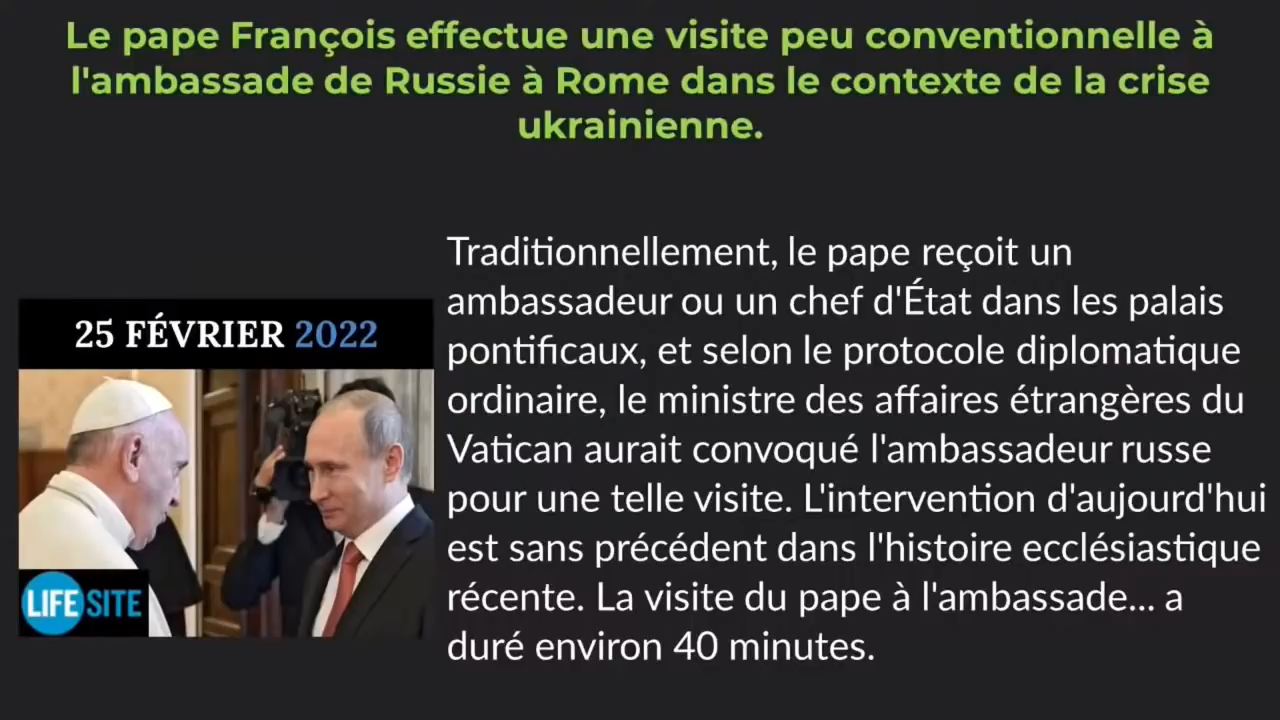 Le pape François effectue une visite peu conventionnelle à
l'ambassade de Russie à Rome dans le contexte de la crise
ukrainienne.
25 FÉVRIER 2022
LIFE SITE
Traditionnellement, le pape reçoit un
ambassadeur ou un chef d'État dans les palais
pontificaux, et selon le protocole diplomatique
ordinaire, le ministre des affaires étrangères du
Vatican aurait convoqué l'ambassadeur russe
pour une telle visite. L'intervention d'aujourd'hui
est sans précédent dans l'histoire ecclésiastique
récente. La visite du pape à l'ambassade... a
duré environ 40 minutes.